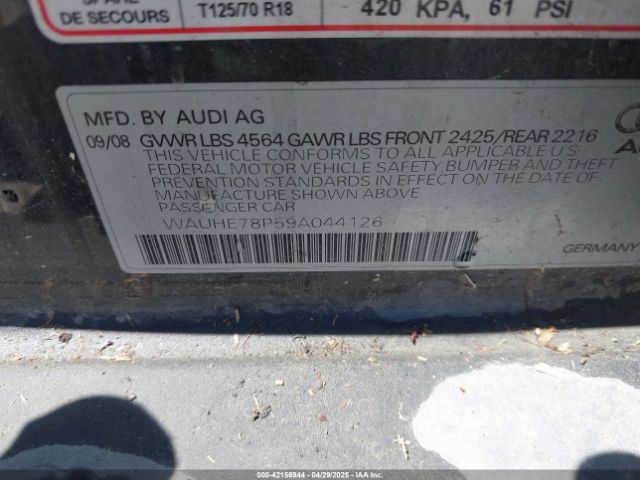 DE SECOURS T125/70 R18 420 KPA, 61 PSI
MFD. BY AUDI AG
09/08 GVWR LBS 4564 GAWR LBS FRONT 2425/REAR 2216
THIS VEHICLE CONFORMS TO ALL APPLICABLE U.S.
FEDERAL MOTOR VEHICLE SAFETY, BUMPER AND THEFT
PREVENTION STANDARDS IN EFFECT ON THE DATE OF
MANUFACTURE SHOWN ABOVE
PASSENGER CAR
WAUHE78P59A044126
GERMANY
000-42156944 04/29/2025 IAAI.COM